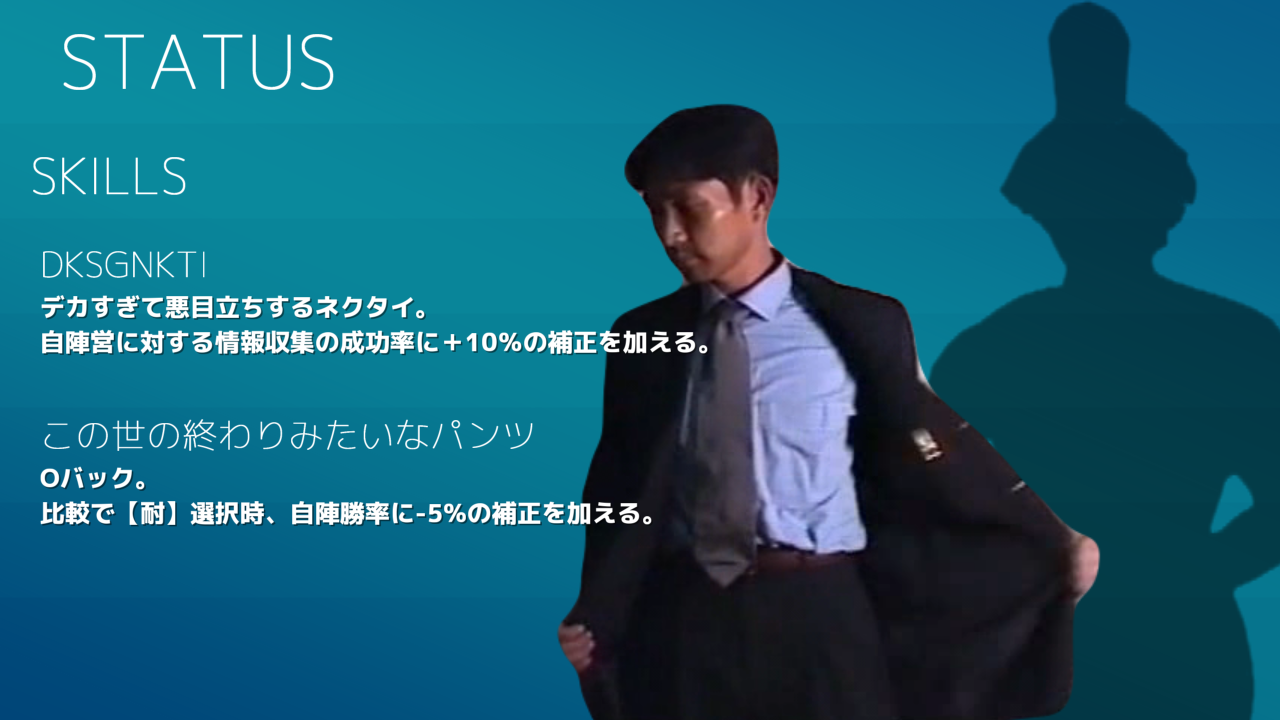 STATUS
SKILLS
DKSGNKTI
デカすぎて悪目立ちするネクタイ。
自陣営に対する情報収集の成功率に＋10%の補正を加える。
この世の終わりみたいなパンツ
Oバック。
比較で【耐】選択時、自陣勝率に-5%の補正を加える。